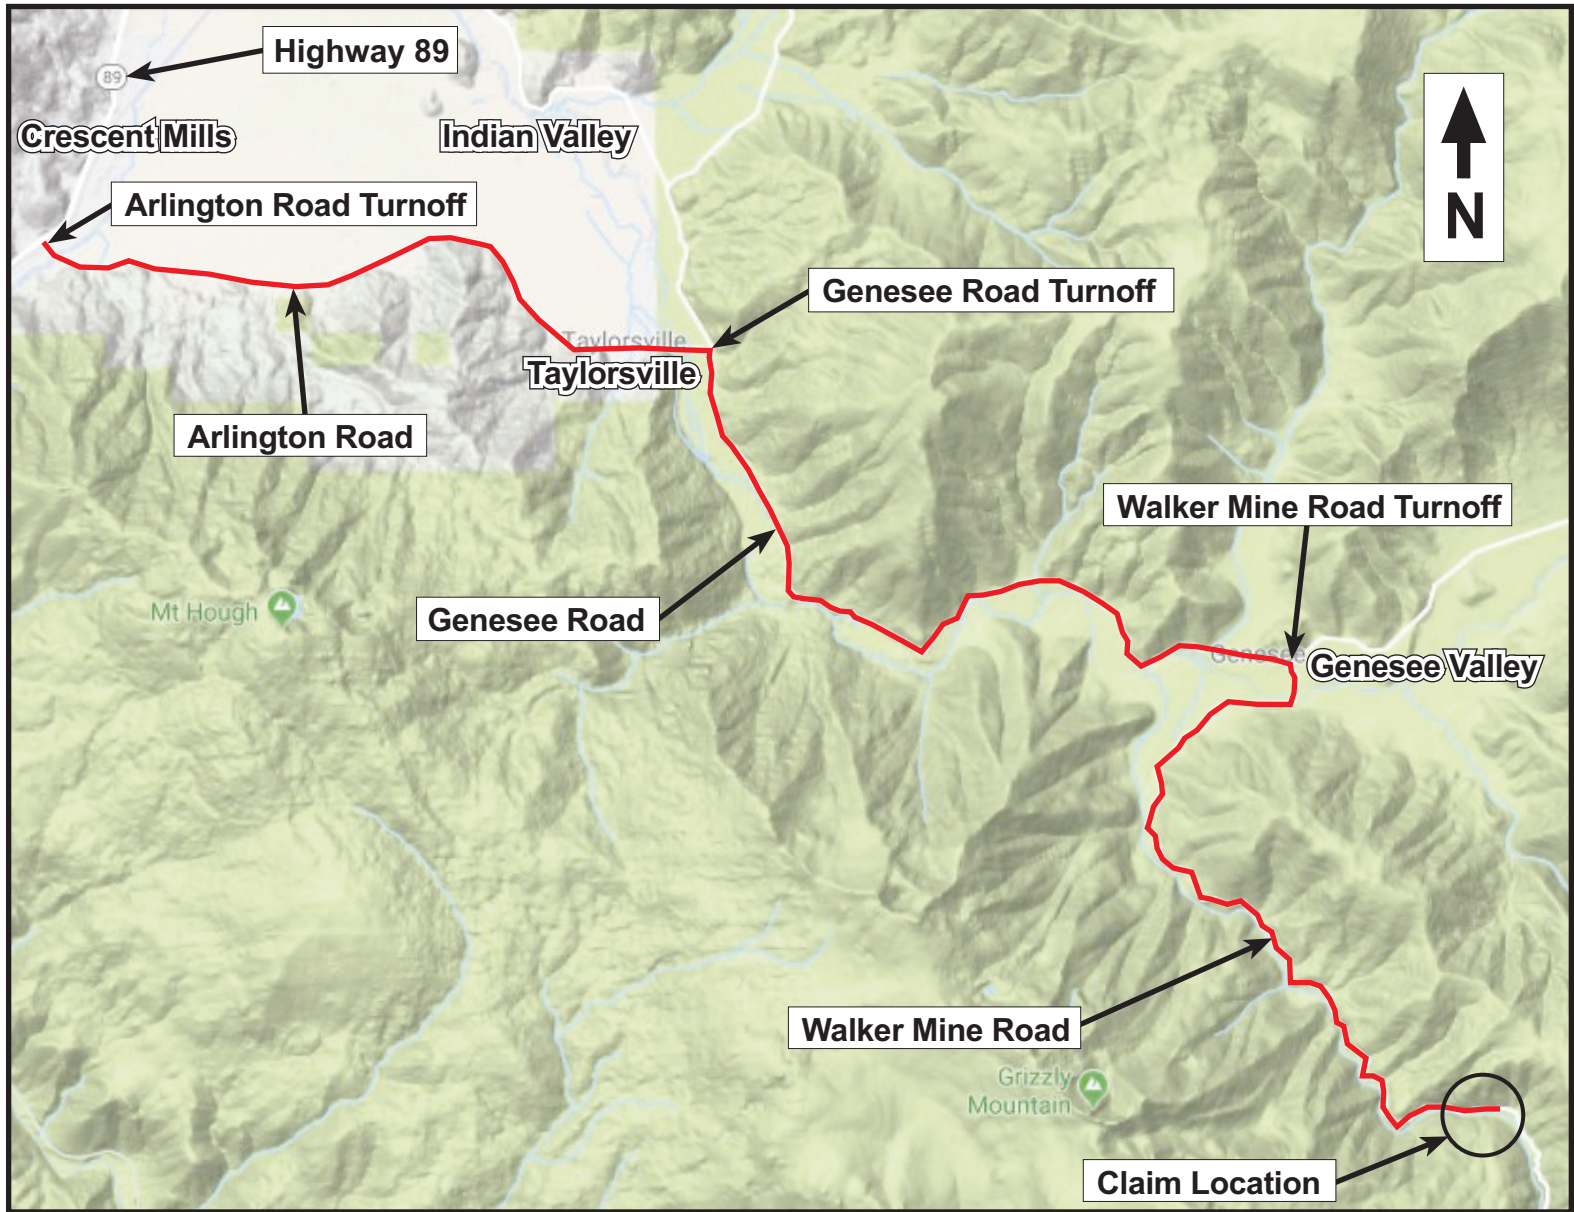 Highway 89
89
Crescent Mills
Indian Valley
N
Arlington Road Turnoff
Genesee Road Turnoff
Taylorsville
Taylorsville
Arlington Road
Walker Mine Road Turnoff
Mt Hough
Genesee Road
Genesee
Genesee Valley
Walker Mine Road
Grizzly
Mountain
Claim Location